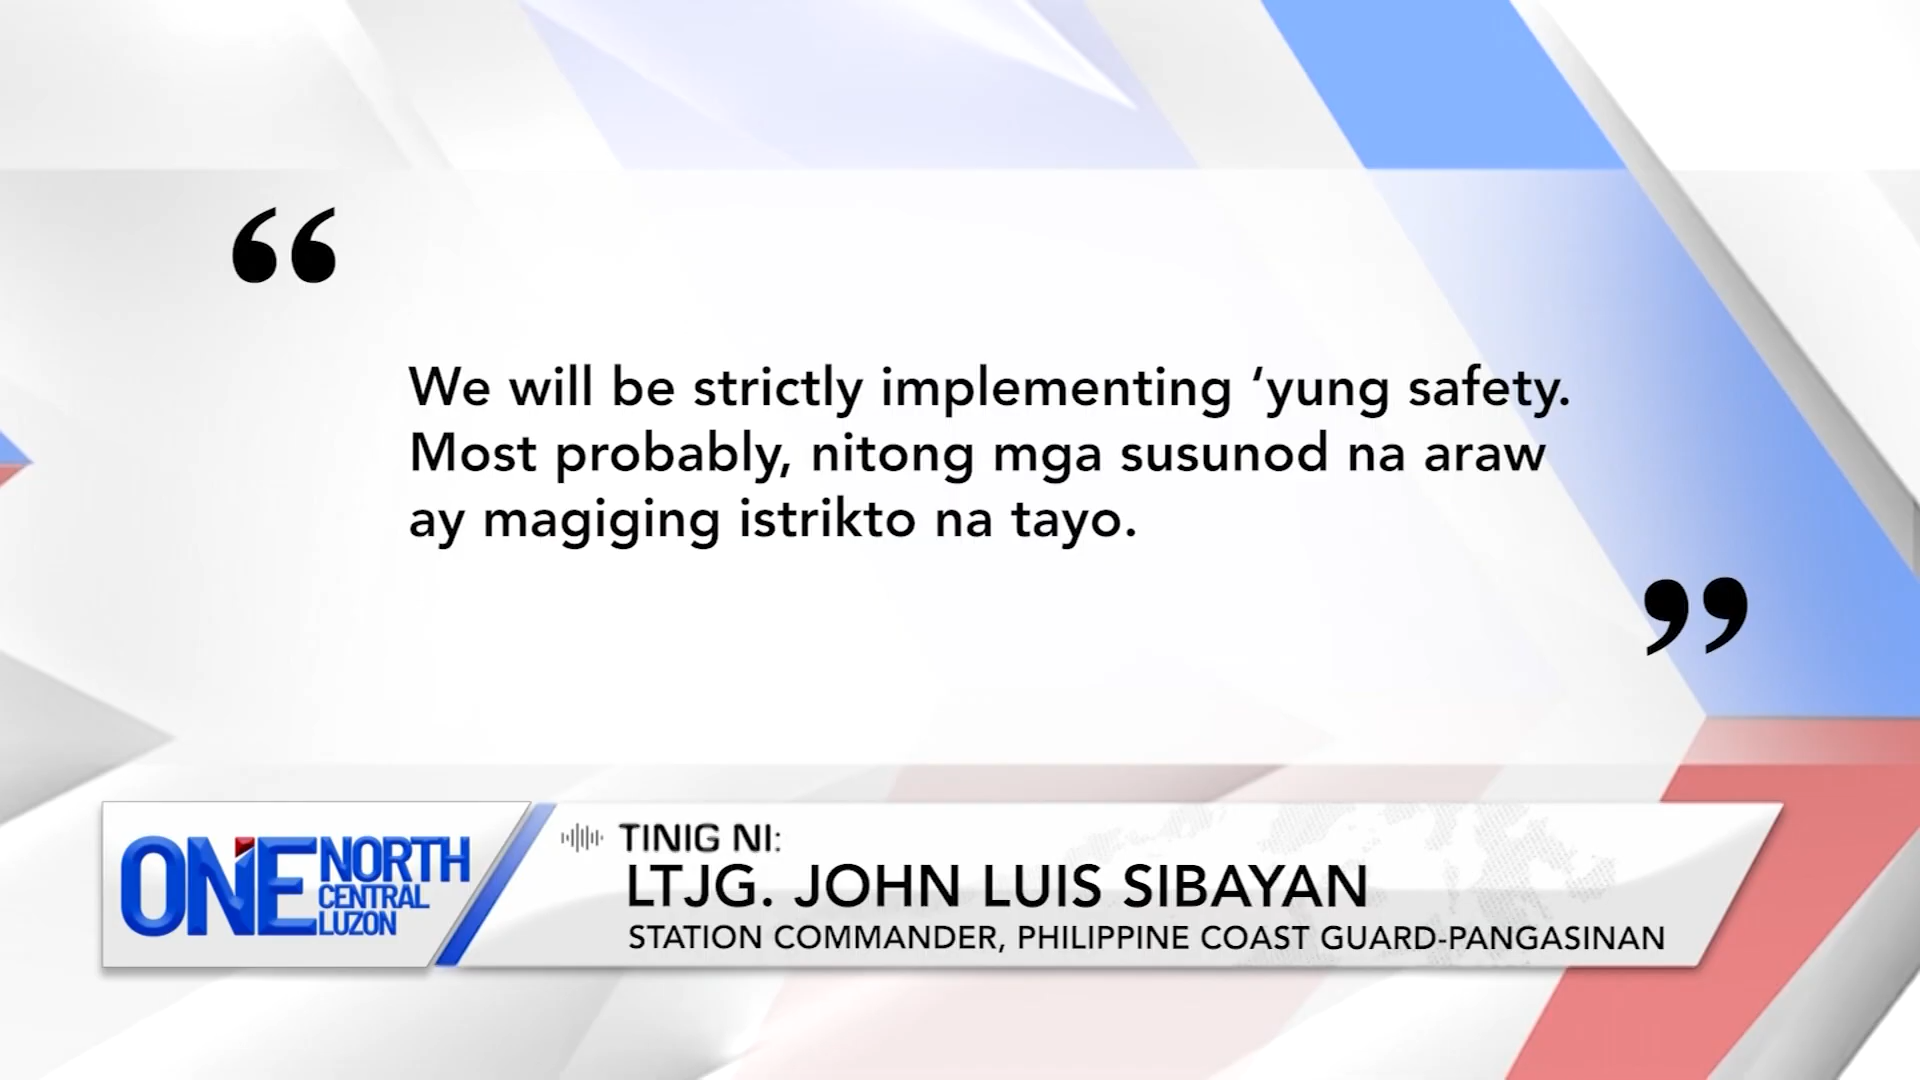 “
We will be strictly implementing ‘yung safety.
Most probably, nitong mga susunod na araw
ay magiging istrikto na tayo.
”
ONE NORTH CENTRAL LUZON
TINIG NI:
LTJG. JOHN LUIS SIBAYAN
STATION COMMANDER, PHILIPPINE COAST GUARD-PANGASINAN